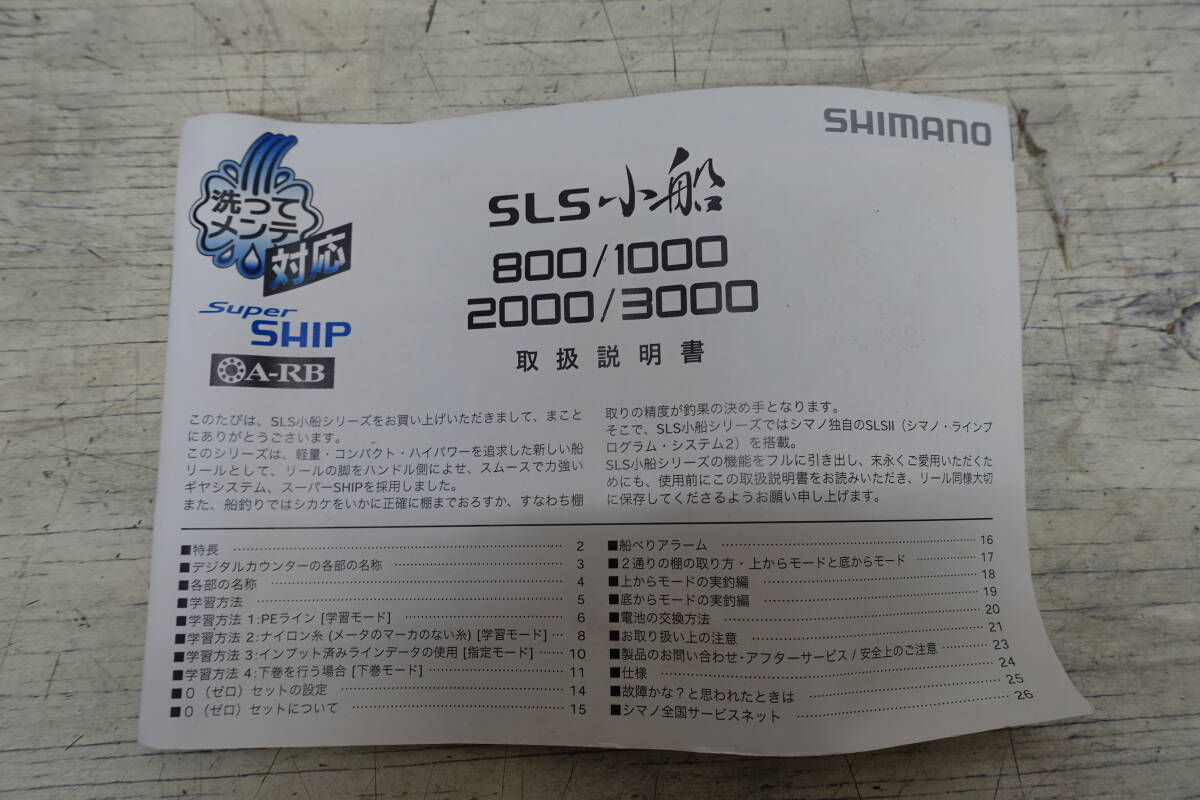 SHIMANO
洗って
メンテ
対応
Super
SHIP
A-RB
SLS小船
800/1000
2000/3000
取扱説明書
このたびは、SLS小船シリーズをお買い上げいただきまして、まこと
にありがとうございます。
このシリーズは、軽量・コンパクト・ハイパワーを追求した新しい船
リールとして、リールの脚をハンドル側によせ、スムースで力強い
ギヤシステム、スーパーSHIPを採用しました。
また、船釣りではシカケをいかに正確に棚までおろすか、すなわち棚
取りの精度が釣果の決め手となります。
そこで、SLS小船シリーズではシマノ独自のSLSII（シマノ・ラインプ
ログラム・システム2）を搭載。
SLS小船シリーズの機能をフルに引き出し、末永くご愛用いただくた
めにも、使用前にこの取扱説明書をお読みいただき、リール同様大切
に保存してくださるようお願い申し上げます。
■特長 ……………… 2
■デジタルカウンターの各部の名称 ……………… 3
■各部の名称 ……………… 4
■学習方法 ……………… 5
■学習方法 1:PEライン [学習モード] ……………… 6
■学習方法 2:ナイロン糸 (メータのマーカのない糸) [学習モード] … 8
■学習方法 3:インプット済みラインデータの使用 [指定モード] …… 10
■学習方法 4:下巻を行う場合 [下巻モード] ……………… 11
■0（ゼロ）セットの設定 ……………… 14
■0（ゼロ）セットについて ……………… 15
■船べりアラーム ……………… 16
■2通りの棚の取り方・上からモードと底からモード ……………… 17
■上からモードの実釣編 ……………… 18
■底からモードの実釣編 ……………… 19
■電池の交換方法 ……………… 20
■お取り扱い上の注意 ……………… 21
■製品のお問い合わせ・アフターサービス / 安全上のご注意 ……… 23
■仕様 ……………… 24
■故障かな？と思われたときは ……………… 25
■シマノ全国サービスネット ……………… 26